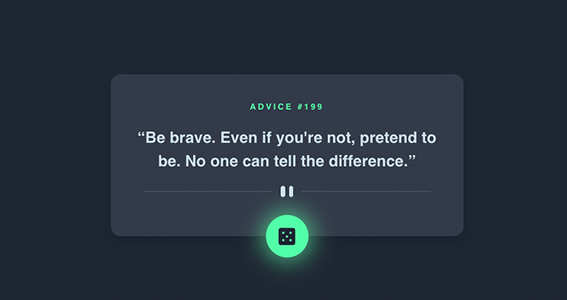 ADVICE #199
“Be brave. Even if you're not, pretend to
be. No one can tell the difference.”